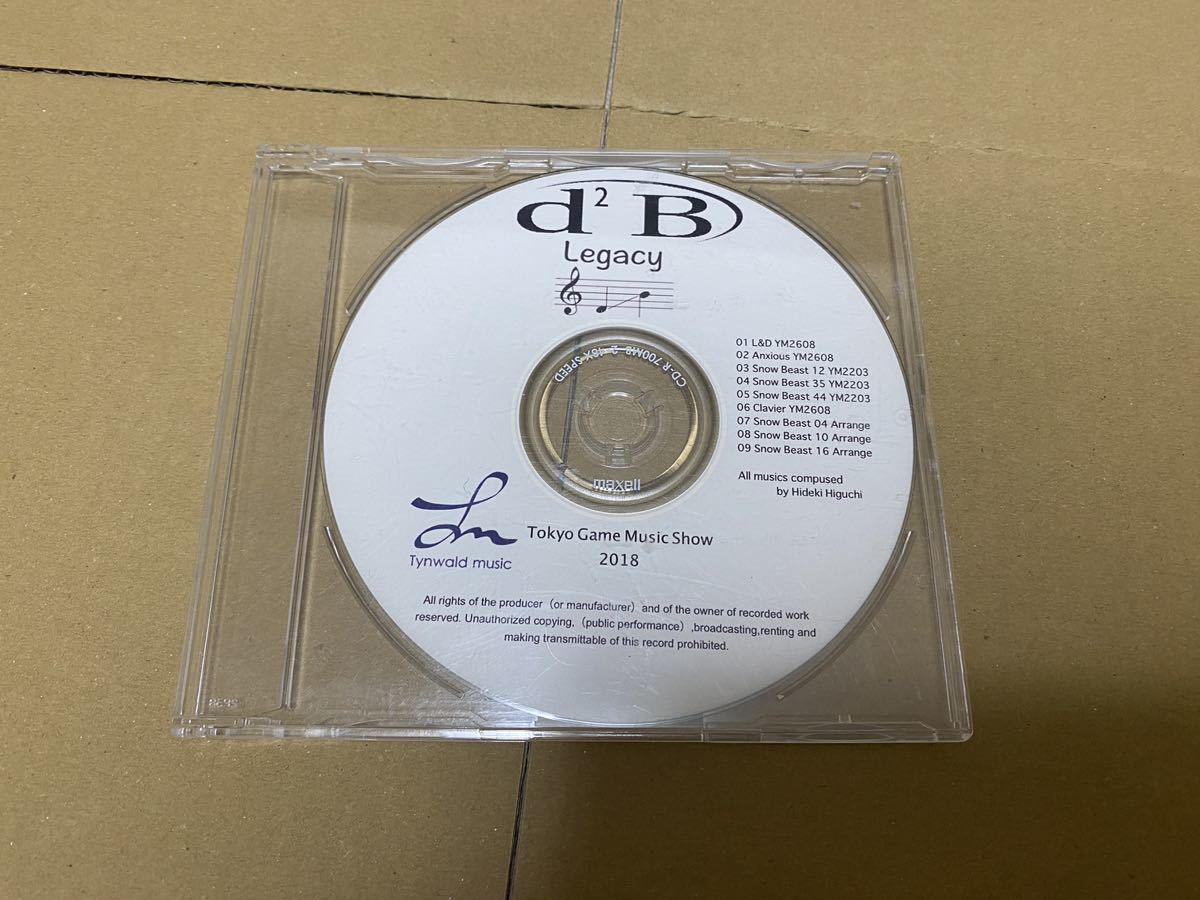 d² B
Legacy
CD-R 700MB 2-48X SPEED
maxell
01 L&D YM2608
02 Anxious YM2608
03 Snow Beast 12 YM2203
04 Snow Beast 35 YM2203
05 Snow Beast 44 YM2203
06 Clavier YM2608
07 Snow Beast 04 Arrange
08 Snow Beast 10 Arrange
09 Snow Beast 16 Arrange
All musics compused
by Hideki Higuchi
Tynwald music
Tokyo Game Music Show
2018
All rights of the producer（or manufacturer）and of the owner of recorded work
reserved. Unauthorized copying,（public performance）,broadcasting,renting and
making transmittable of this record prohibited.